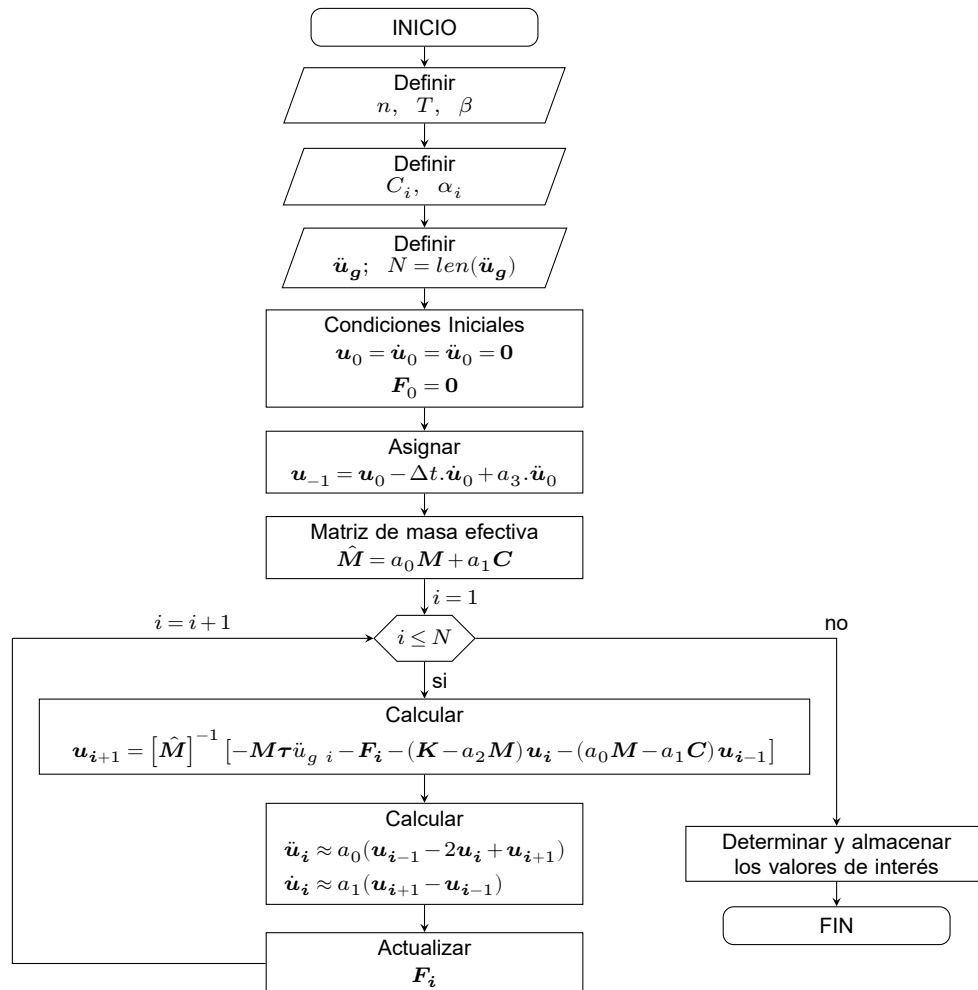 INICIO
Definir
n, T, β
Definir
C_i, α_i
Definir
ü_g; N = len(ü_g)
Condiciones Iniciales
u_0 = u̇_0 = ü_0 = 0
F_0 = 0
Asignar
u_{-1} = u_0 − Δt.u̇_0 + a_3.ü_0
Matriz de masa efectiva
M̂ = a_0 M + a_1 C
i = 1
i = i + 1
i ≤ N
no
si
Calcular
u_{i+1} = [M̂]^{-1} [−Mτü_{g i} − F_i − (K − a_2 M) u_i − (a_0 M − a_1 C) u_{i−1}]
Calcular
ü_i ≈ a_0(u_{i−1} − 2u_i + u_{i+1})
u̇_i ≈ a_1(u_{i+1} − u_{i−1})
Determinar y almacenar
los valores de interés
FIN
Actualizar
F_i